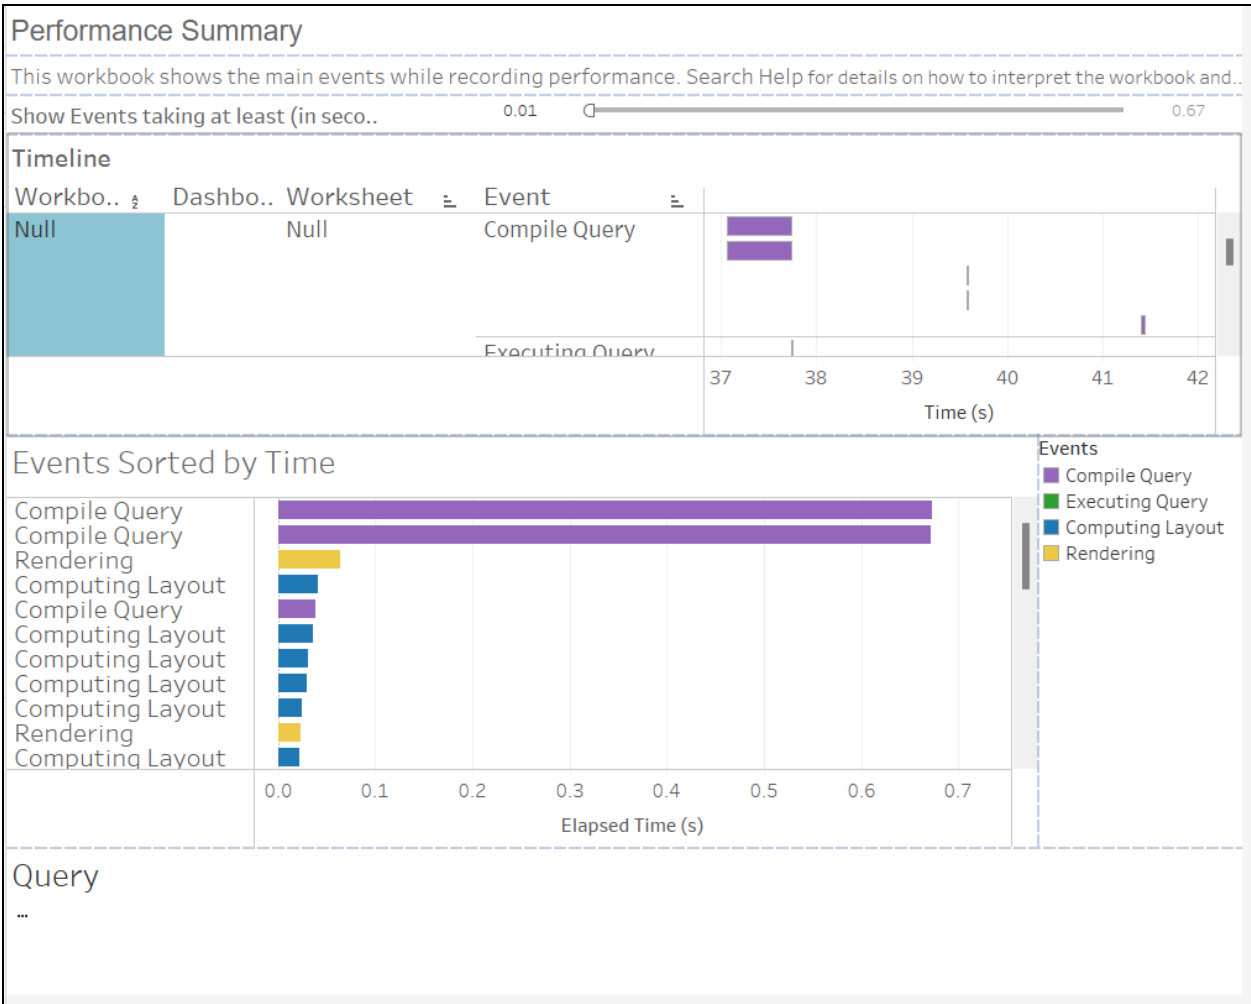 Performance Summary
This workbook shows the main events while recording performance. Search Help for details on how to interpret the workbook and..
Show Events taking at least (in seco.. 0.01 0.67
Timeline
Workbo.. Dashbo.. Worksheet Event
Null Null Compile Query
Executing Query
37 38 39 40 41 42
Time (s)
Events Sorted by Time
Compile Query
Compile Query
Rendering
Computing Layout
Compile Query
Computing Layout
Computing Layout
Computing Layout
Computing Layout
Rendering
Computing Layout
0.0 0.1 0.2 0.3 0.4 0.5 0.6 0.7
Elapsed Time (s)
Events
Compile Query
Executing Query
Computing Layout
Rendering
Query
...